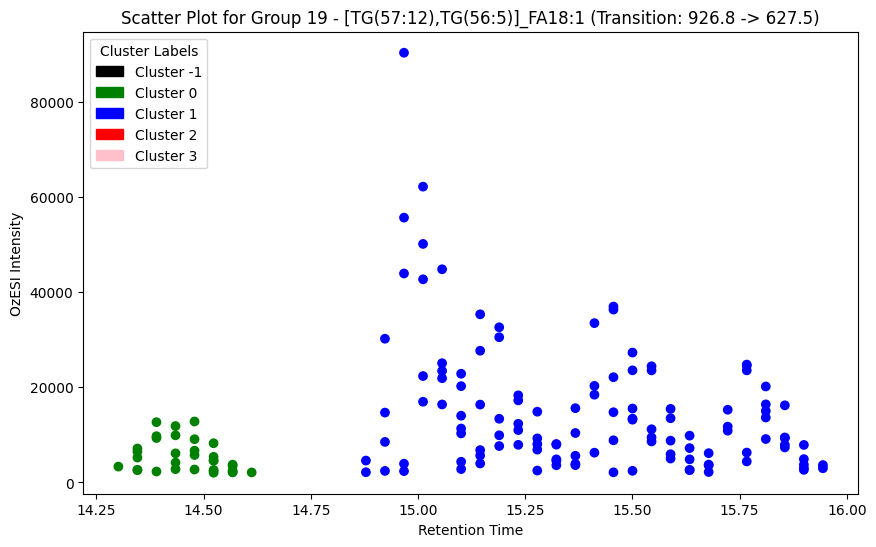 Scatter Plot for Group 19 - [TG(57:12),TG(56:5)]_FA18:1 (Transition: 926.8 -> 627.5)
Cluster Labels
Cluster -1
Cluster 0
Cluster 1
Cluster 2
Cluster 3
OzESI Intensity
80000
60000
40000
20000
0
14.25 14.50 14.75 15.00 15.25 15.50 15.75 16.00
Retention Time